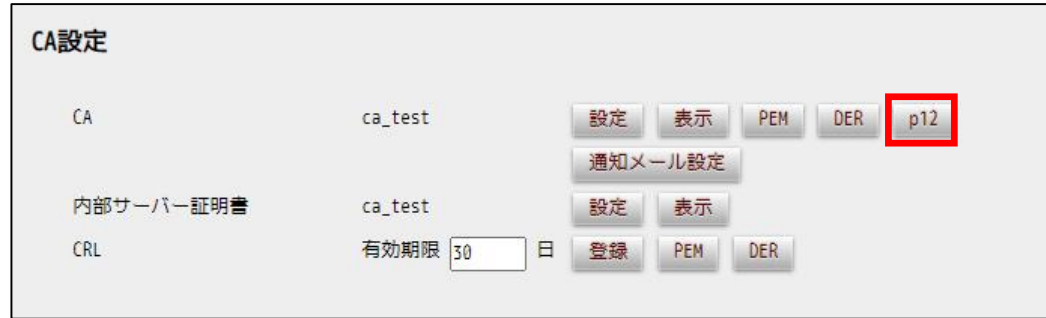 CA設定
CA ca_test 設定 表示 PEM DER p12
通知メール設定
内部サーバー証明書 ca_test 設定 表示
CRL 有効期限 30 日 登録 PEM DER